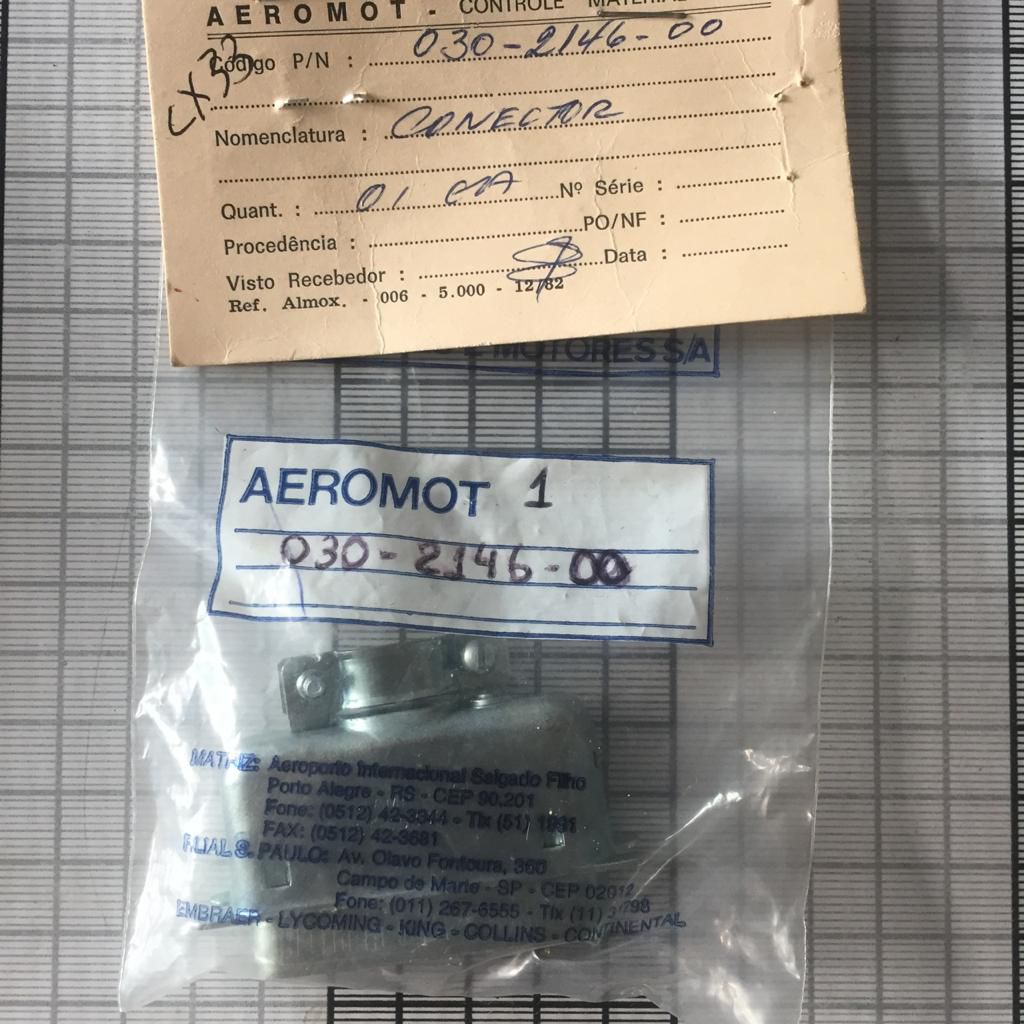 AEROMOT - CONTROLE MATERIAL
CX33
Código P/N : 030-2146-00
Nomenclatura : CONECTOR
Quant. : 01 Nº Série :
Procedência : PO/NF :
Visto Recebedor : Data :
Ref. Almox. - 006 - 5.000 - 12/82
E MOTORES S/A
AEROMOT 1
030-2146-00
MATRIZ: Aeroporto Internacional Salgado Filho
Porto Alegre - RS - CEP 90.201
Fone: (0512) 42-3344 - Tlx (51) 1991
FAX: (0512) 42-3681
FILIAL S. PAULO: Av. Olavo Fontoura, 360
Campo de Marte - SP - CEP 02012
Fone: (011) 267-6555 - Tlx (11)
EMBRAER - LYCOMING - KING - COLLINS - CONTINENTAL